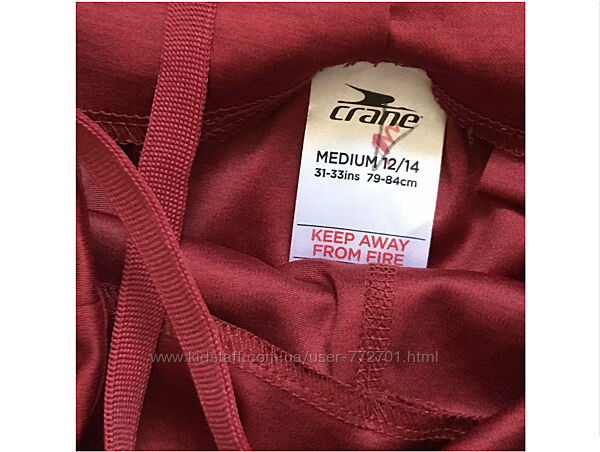 crane
MEDIUM 12/14
31-33ins 79-84cm
KEEP AWAY
FROM FIRE
www.kidstaff.com.ua/user-772701.html